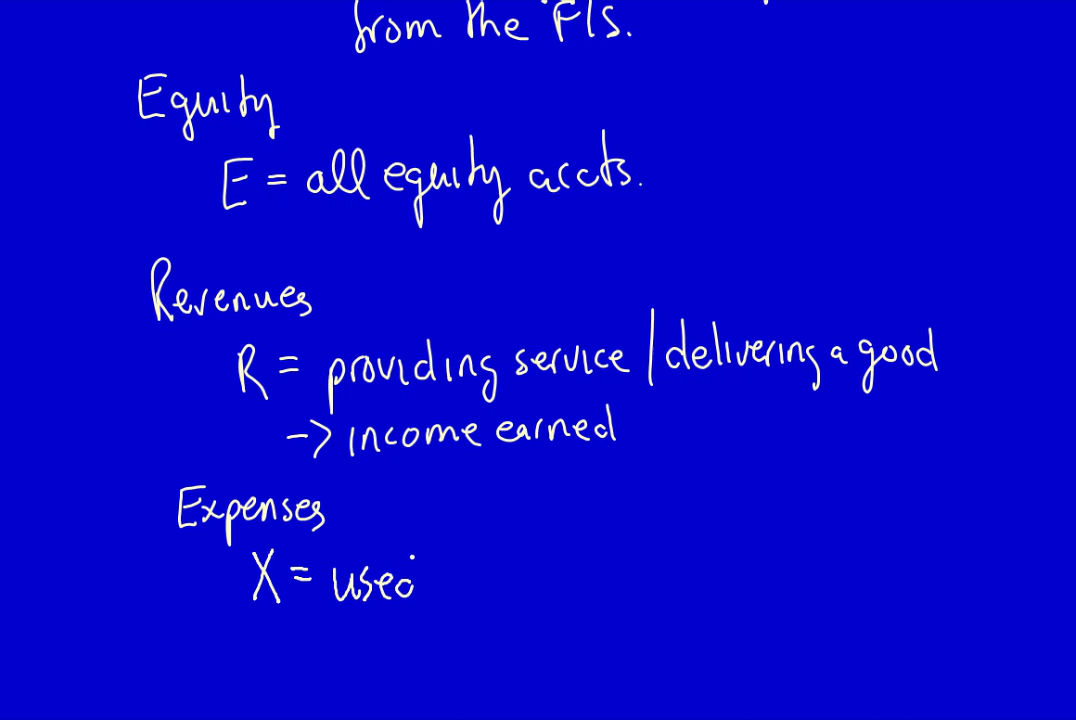 from the F/S.
Equity
E = all equity accts.
Revenues
R = providing service / delivering a good
-> income earned
Expenses
X = used